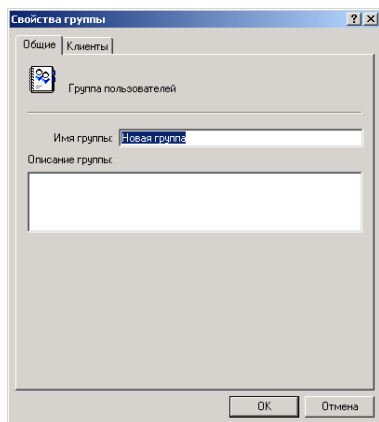 Свойства группы
Общие Клиенты
Группа пользователей
Имя группы: Новая группа
Описание группы:
OK Отмена